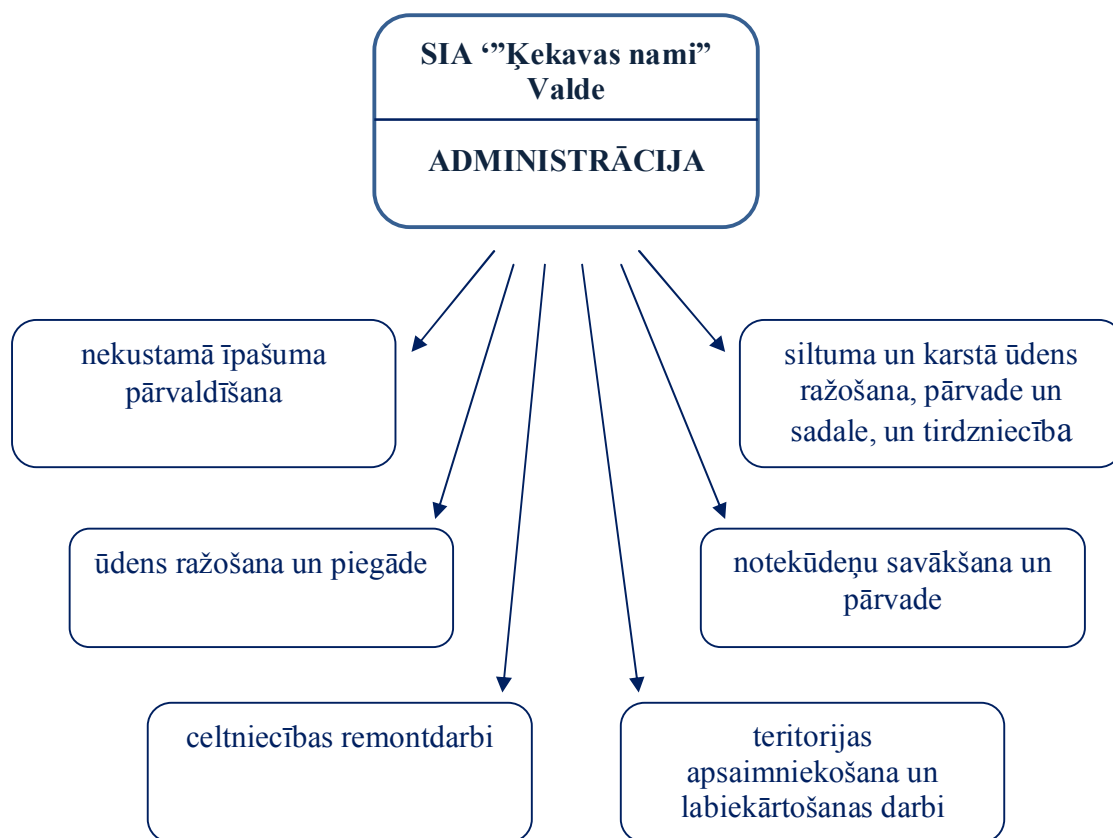 SIA ‘”Ķekavas nami”
Valde
ADMINISTRĀCIJA
nekustamā īpašuma
pārvaldīšana
siltuma un karstā ūdens
ražošana, pārvade un
sadale, un tirdzniecība
ūdens ražošana un piegāde
notekūdeņu savākšana un
pārvade
celtniecības remontdarbi
teritorijas
apsaimniekošana un
labiekārtošanas darbi